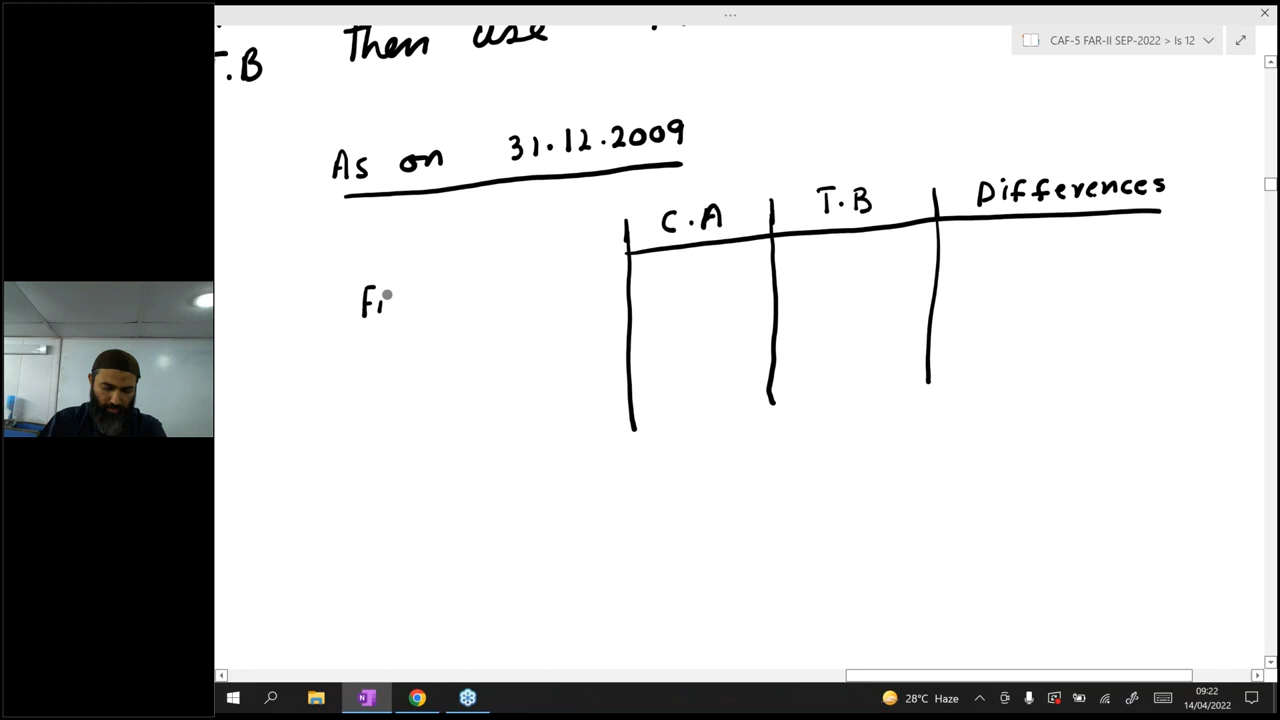 CAF-5 FAR-II SEP-2022 > Is 12
Then use
T.B
As on 31.12.2009
C.A T.B Differences
Fi
28°C Haze
09:22
14/04/2022